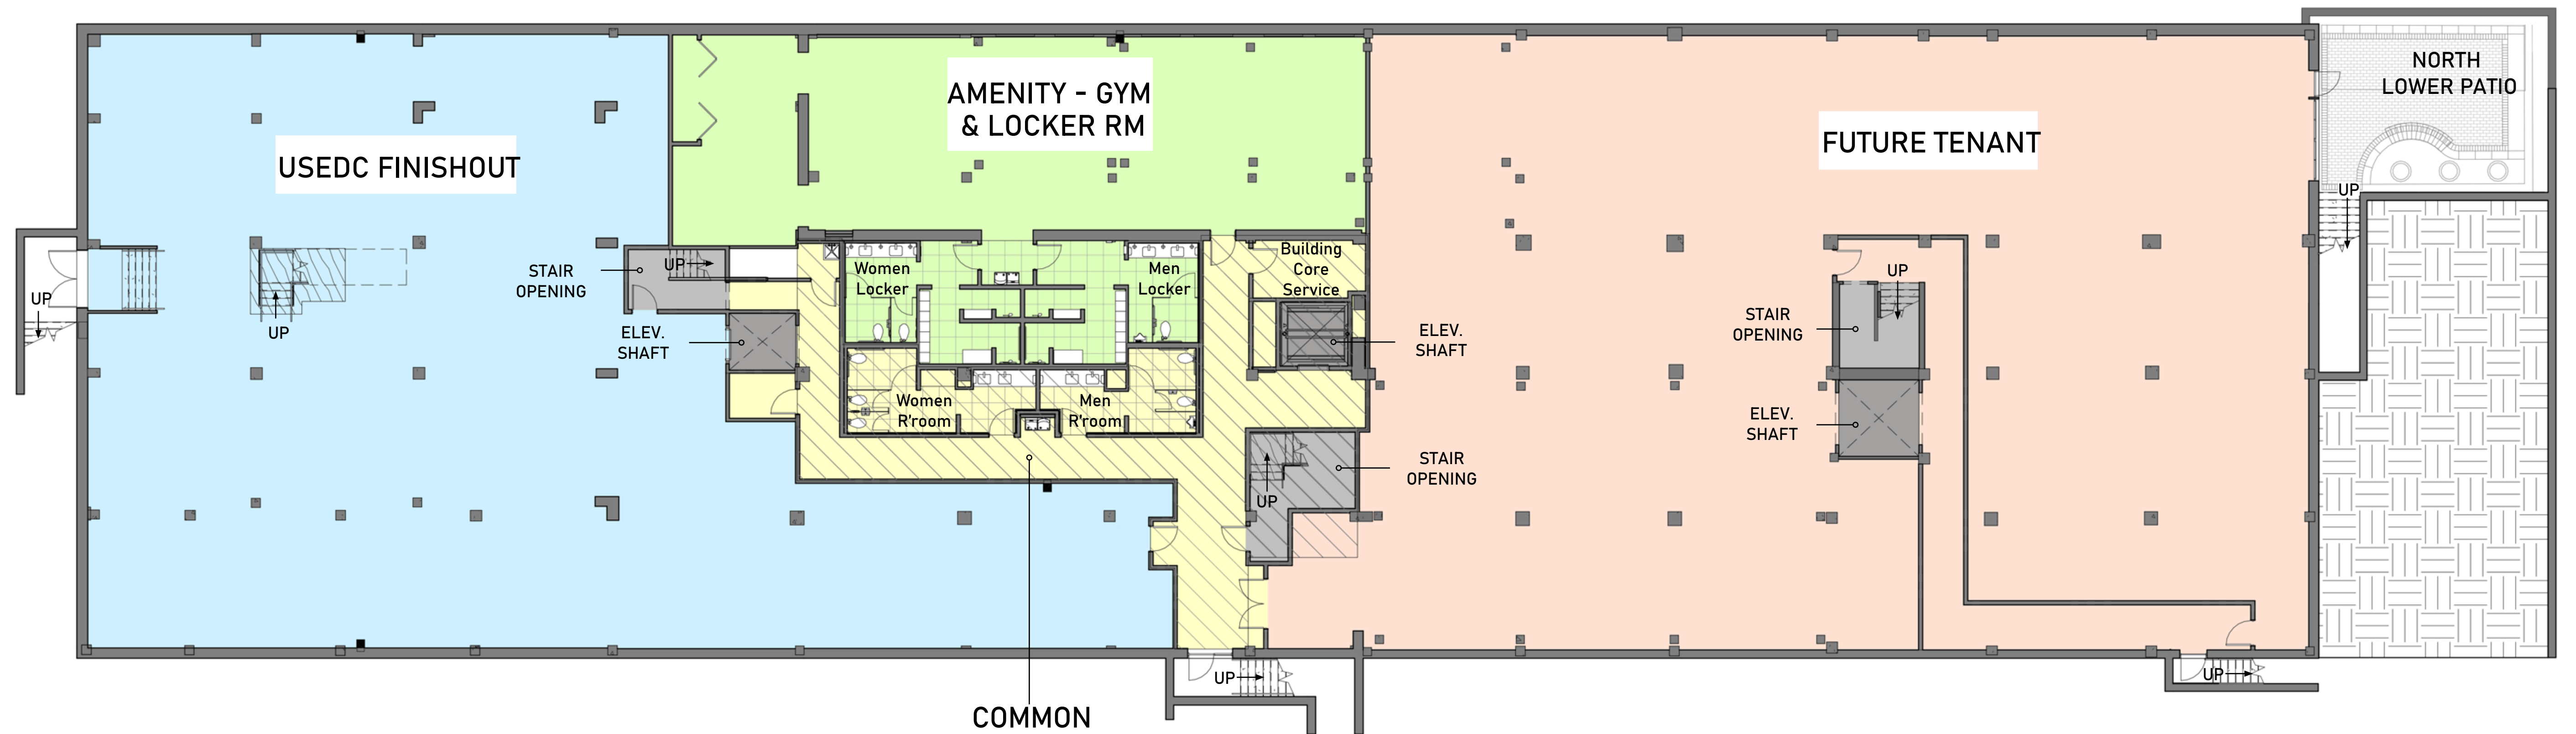 NORTH
LOWER PATIO
AMENITY - GYM
& LOCKER RM
USEDC FINISHOUT
FUTURE TENANT
UP
UP
STAIR
OPENING
UP
UP
ELEV.
SHAFT
Women
Locker
Men
Locker
Building
Core
Service
ELEV.
SHAFT
Women
R'room
Men
R'room
UP
STAIR
OPENING
UP
STAIR
OPENING
ELEV.
SHAFT
UP
UP
COMMON